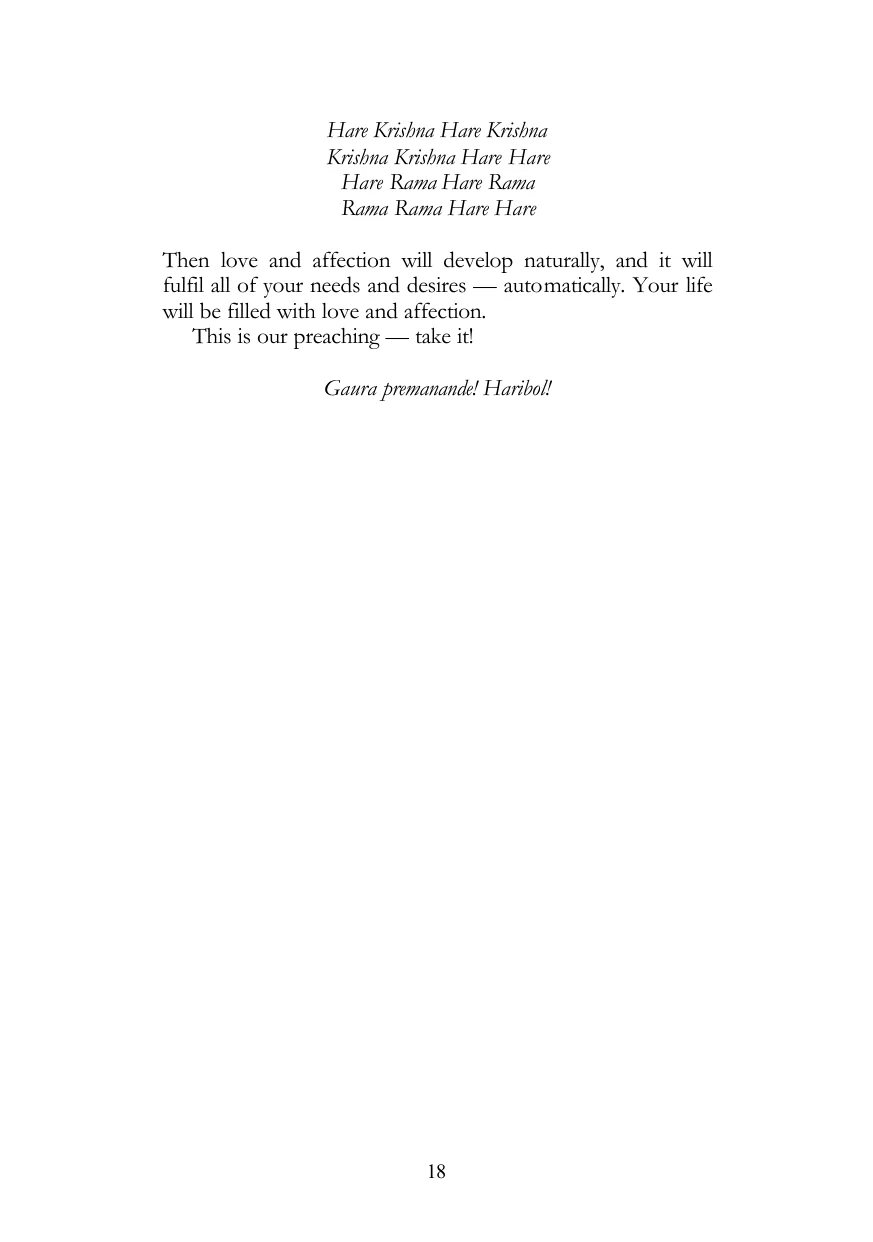 Hare Krishna Hare Krishna
Krishna Krishna Hare Hare
Hare Rama Hare Rama
Rama Rama Hare Hare
Then love and affection will develop naturally, and it will
fulfil all of your needs and desires — automatically. Your life
will be filled with love and affection.
This is our preaching — take it!
Gaura premanande! Haribol!
18